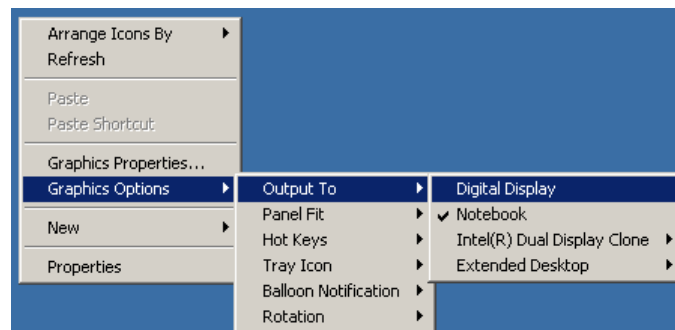 Arrange Icons By
Refresh
Paste
Paste Shortcut
Graphics Properties...
Graphics Options
New
Properties
Output To
Panel Fit
Hot Keys
Tray Icon
Balloon Notification
Rotation
Digital Display
Notebook
Intel(R) Dual Display Clone
Extended Desktop